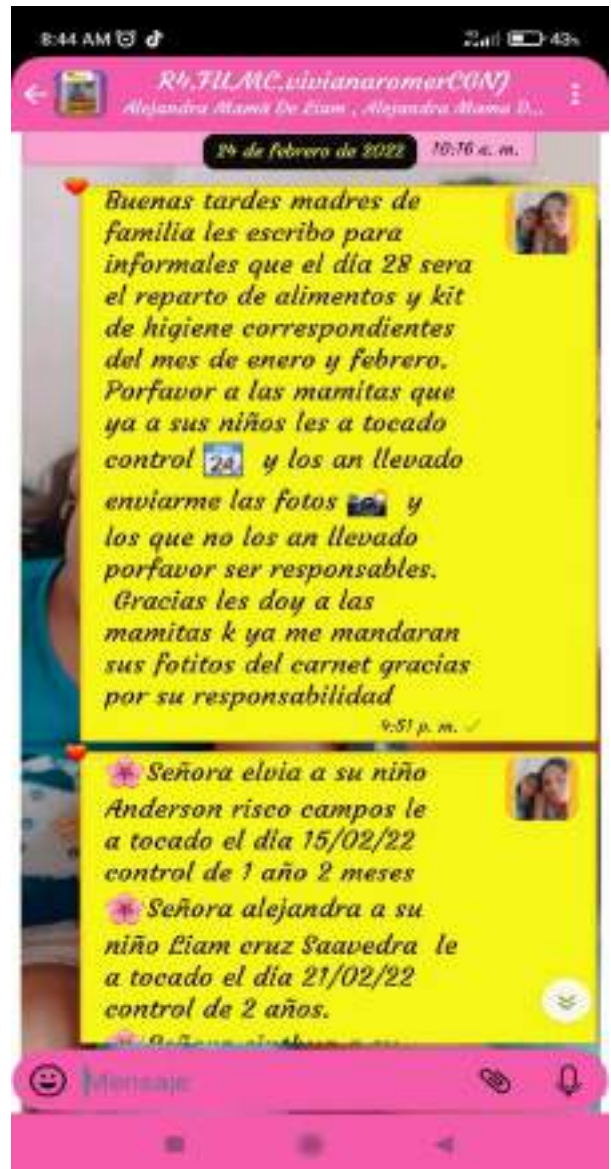 8:44 AM
43%
R4.FILMC.vivianaromerCONJ
Alejandra Mamá De Liam , Alejandra Mama D...
24 de febrero de 2022
10:16 a. m.
Buenas tardes madres de
familia les escribo para
informales que el día 28 sera
el reparto de alimentos y kit
de higiene correspondientes
del mes de enero y febrero.
Porfavor a las mamitas que
ya a sus niños les a tocado
control 24 y los an llevado
enviarme las fotos y
los que no los an llevado
porfavor ser responsables.
Gracias les doy a las
mamitas k ya me mandaran
sus fotitos del carnet gracias
por su responsabilidad
4:51 p. m.
Señora elvia a su niño
Anderson risco campos le
a tocado el día 15/02/22
control de 1 año 2 meses
Señora alejandra a su
niño Liam cruz Saavedra le
a tocado el día 21/02/22
control de 2 años.
Mensaje